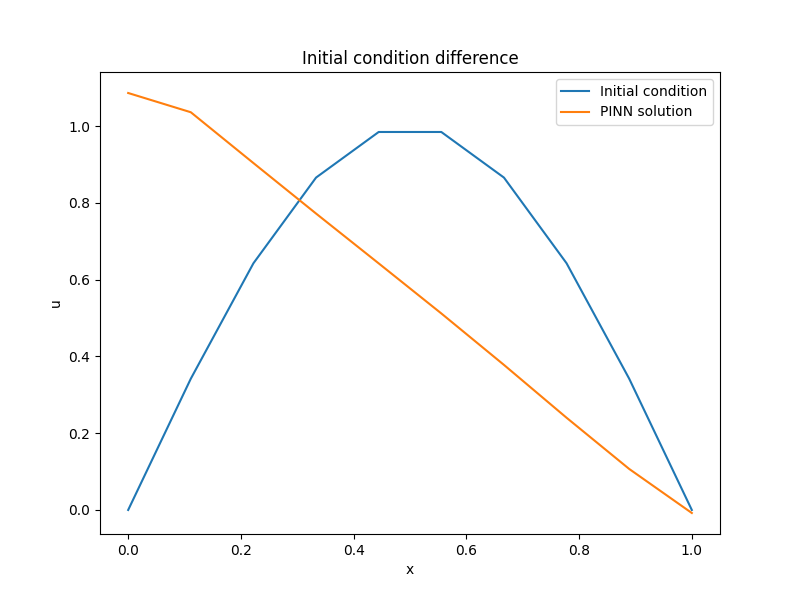 Initial condition difference
Initial condition
PINN solution
1.0
0.8
0.6
0.4
0.2
0.0
u
0.0 0.2 0.4 0.6 0.8 1.0
x